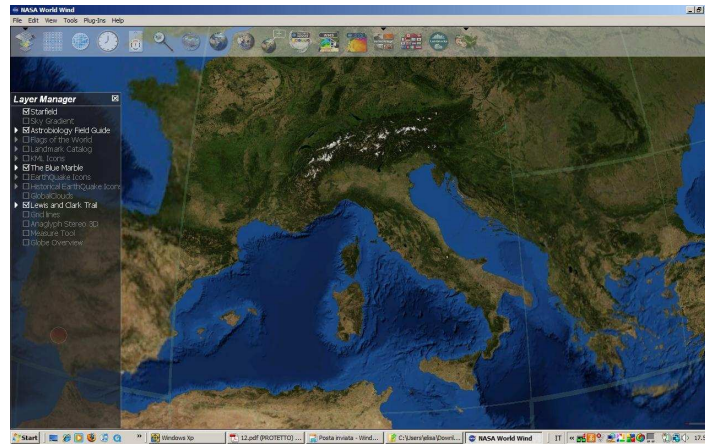 NASA World Wind
File Edit View Tools Plug-Ins Help
Layer Manager
Starfield
Sky Gradient
Astrobiology Field Guide
Flags of the World
Landmark Catalog
KML Icons
The Blue Marble
EarthQuake Icons
Historical EarthQuake Icons
GlobalClouds
Lewis and Clark Trail
Grid lines
Anaglyph Stereo 3D
Measure Tool
Globe Overview
Start » Windows Xp 12.pdf (PROTETTO) ... Posta inviata - Wind... C:\Users\elisa\Downl... NASA World Wind IT « 17.5